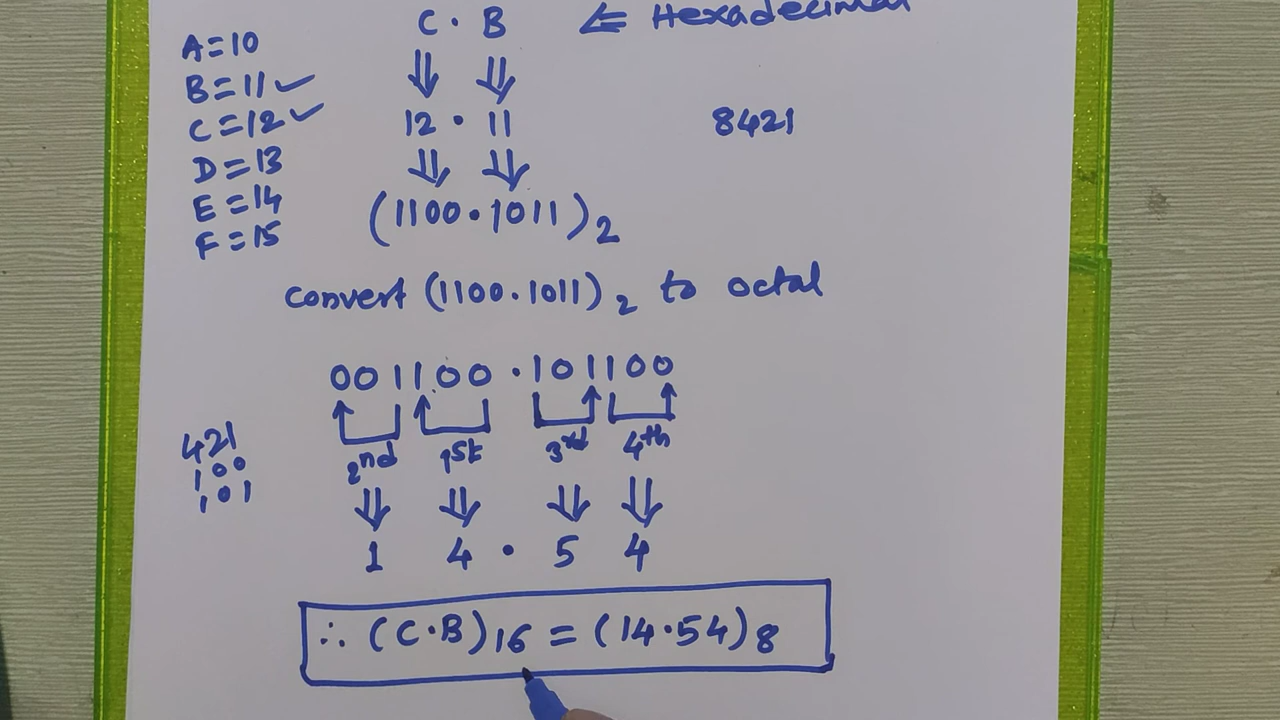 C . B ⇐ Hexadecimal
A=10
B=11 ✓
C=12 ✓
D=13
E=14
F=15
⇓ ⇓
12 . 11
8421
⇓ ⇓
(1100.1011)2
convert (1100.1011)2 to octal
001100.101100
421
100
101
2nd 1st 3rd 4th
⇓ ⇓ ⇓ ⇓
1 4 . 5 4
∴ (C.B)16 = (14.54)8